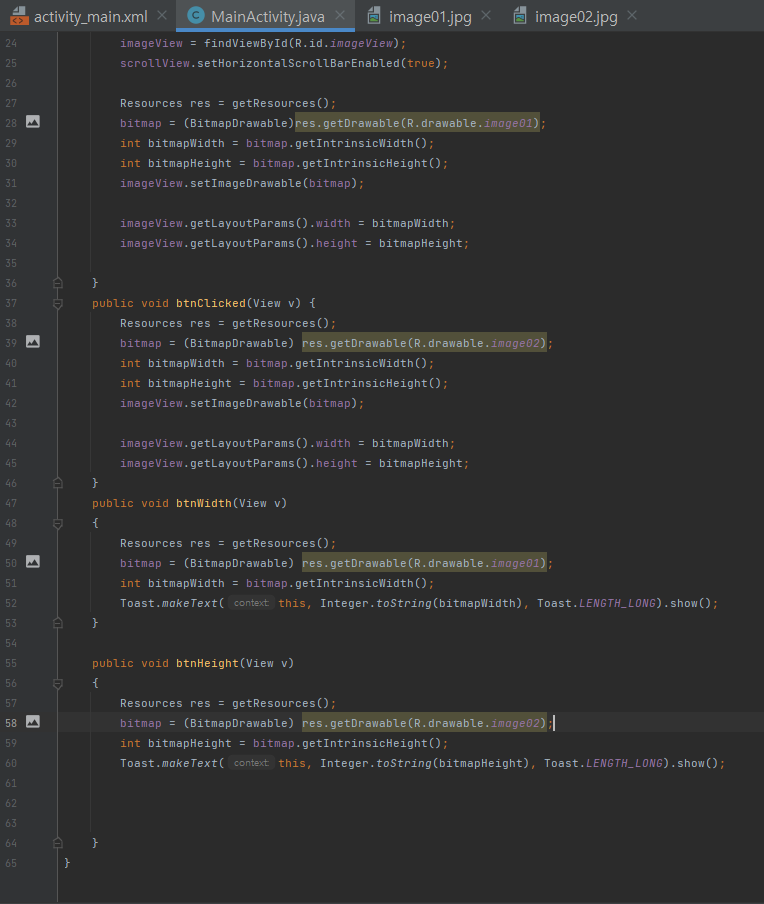 activity_main.xml MainActivity.java image01.jpg image02.jpg
24 imageView = findViewById(R.id.imageView);
25 scrollView.setHorizontalScrollBarEnabled(true);
26
27 Resources res = getResources();
28 bitmap = (BitmapDrawable)res.getDrawable(R.drawable.image01);
29 int bitmapWidth = bitmap.getIntrinsicWidth();
30 int bitmapHeight = bitmap.getIntrinsicHeight();
31 imageView.setImageDrawable(bitmap);
32
33 imageView.getLayoutParams().width = bitmapWidth;
34 imageView.getLayoutParams().height = bitmapHeight;
35
36 }
37 public void btnClicked(View v) {
38 Resources res = getResources();
39 bitmap = (BitmapDrawable) res.getDrawable(R.drawable.image02);
40 int bitmapWidth = bitmap.getIntrinsicWidth();
41 int bitmapHeight = bitmap.getIntrinsicHeight();
42 imageView.setImageDrawable(bitmap);
43
44 imageView.getLayoutParams().width = bitmapWidth;
45 imageView.getLayoutParams().height = bitmapHeight;
46 }
47 public void btnWidth(View v)
48 {
49 Resources res = getResources();
50 bitmap = (BitmapDrawable) res.getDrawable(R.drawable.image01);
51 int bitmapWidth = bitmap.getIntrinsicWidth();
52 Toast.makeText( context this, Integer.toString(bitmapWidth), Toast.LENGTH_LONG).show();
53 }
54
55 public void btnHeight(View v)
56 {
57 Resources res = getResources();
58 bitmap = (BitmapDrawable) res.getDrawable(R.drawable.image02);
59 int bitmapHeight = bitmap.getIntrinsicHeight();
60 Toast.makeText( context this, Integer.toString(bitmapHeight), Toast.LENGTH_LONG).show();
61
62
63
64 }
65 }